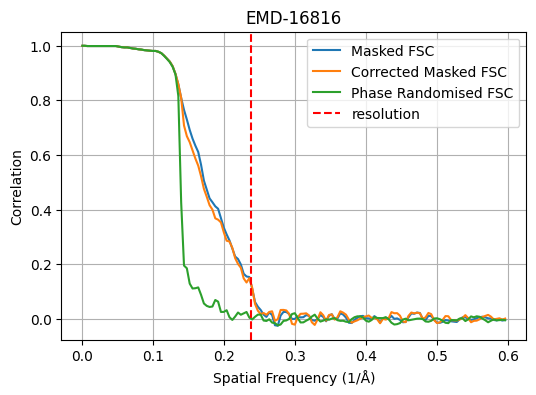 EMD-16816
Masked FSC
Corrected Masked FSC
Phase Randomised FSC
resolution
1.0
0.8
0.6
0.4
0.2
0.0
Correlation
0.0 0.1 0.2 0.3 0.4 0.5 0.6
Spatial Frequency (1/Å)